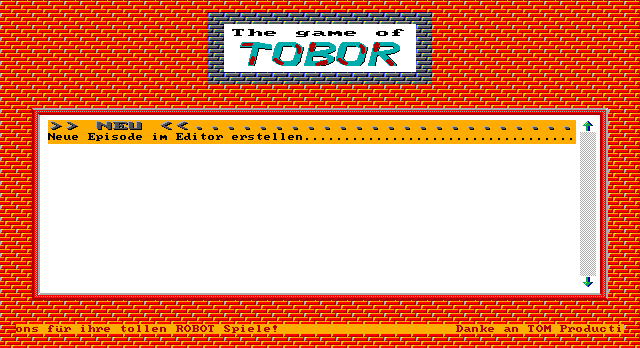 The game of
TOBOR
>> NEU <<........................
Neue Episode im Editor erstellen..................................
ons für ihre tollen ROBOT Spiele! Danke an TOM Producti